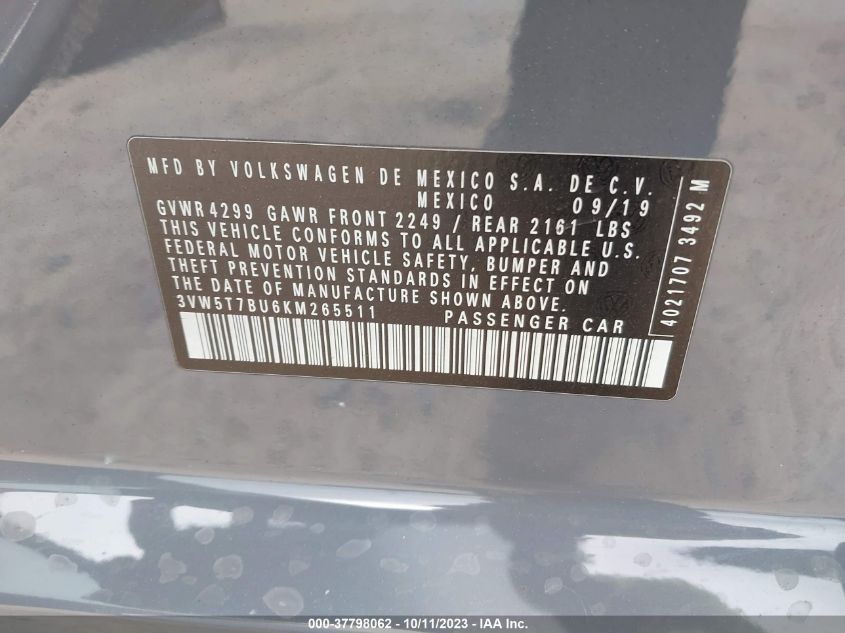 MFD BY VOLKSWAGEN DE MEXICO S.A. DE C.V.
MEXICO 09/19
GVWR 4299 GAWR FRONT 2249 / REAR 2161 LBS
THIS VEHICLE CONFORMS TO ALL APPLICABLE U.S.
FEDERAL MOTOR VEHICLE SAFETY, BUMPER AND
THEFT PREVENTION STANDARDS IN EFFECT ON
THE DATE OF MANUFACTURE SHOWN ABOVE.
3VW5T7BU6KM265511 PASSENGER CAR
4021707 3492 M
000-37798062 - 10/11/2023 - IAA Inc.